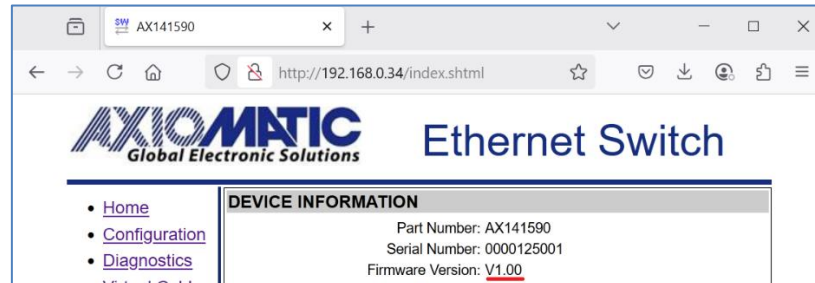 SW AX141590
http://192.168.0.34/index.shtml
AXIOMATIC
Global Electronic Solutions
Ethernet Switch
Home
Configuration
Diagnostics
DEVICE INFORMATION
Part Number: AX141590
Serial Number: 0000125001
Firmware Version: V1.00